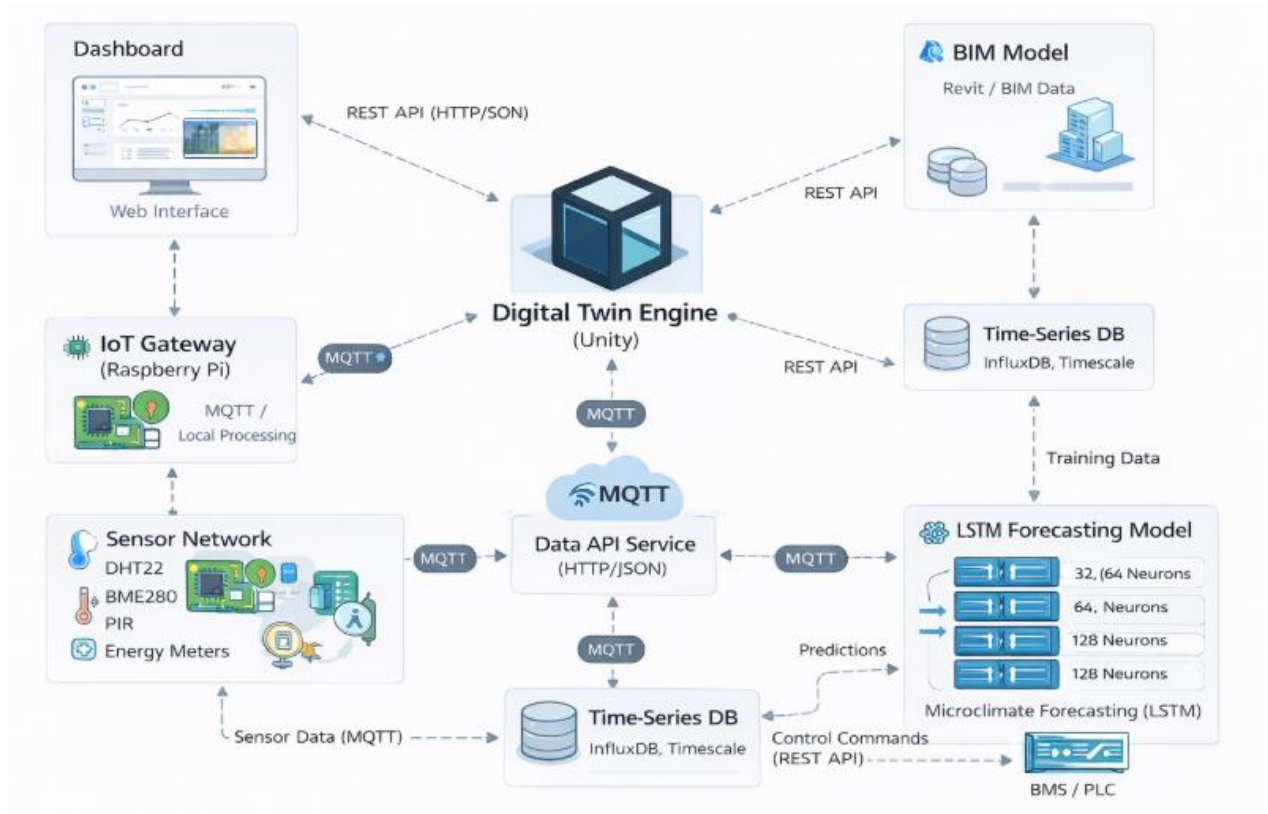 Dashboard
Web Interface
REST API (HTTP/SON)
BIM Model
Revit / BIM Data
REST API
Digital Twin Engine
(Unity)
IoT Gateway
(Raspberry Pi)
MQTT /
Local Processing
MQTT
MQTT
REST API
Time-Series DB
InfluxDB, Timescale
Training Data
Sensor Network
DHT22
BME280
PIR
Energy Meters
MQTT
MQTT
Data API Service
(HTTP/JSON)
MQTT
LSTM Forecasting Model
32, (64 Neurons
64, Neurons
128 Neurons
128 Neurons
Microclimate Forecasting (LSTM)
MQTT
Predictions
Sensor Data (MQTT)
Time-Series DB
InfluxDB, Timescale
Control Commands
(REST API)
BMS / PLC